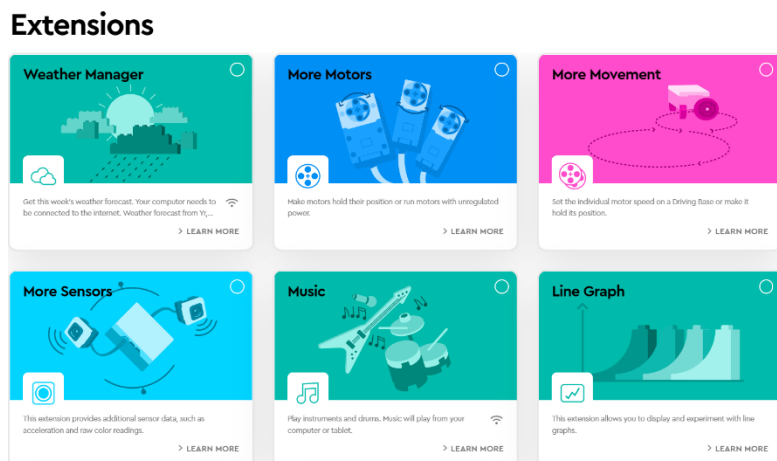 Extensions
Weather Manager
Get this week's weather forecast. Your computer needs to
be connected to the internet. Weather forecast from Yr,...
> LEARN MORE
More Motors
Make motors hold their position or run motors with unregulated
power.
> LEARN MORE
More Movement
Set the individual motor speed on a Driving Base or make it
hold its position.
> LEARN MORE
More Sensors
This extension provides additional sensor data, such as
acceleration and raw color readings.
> LEARN MORE
Music
Play instruments and drums. Music will play from your
computer or tablet.
> LEARN MORE
Line Graph
This extension allows you to display and experiment with line
graphs.
> LEARN MORE